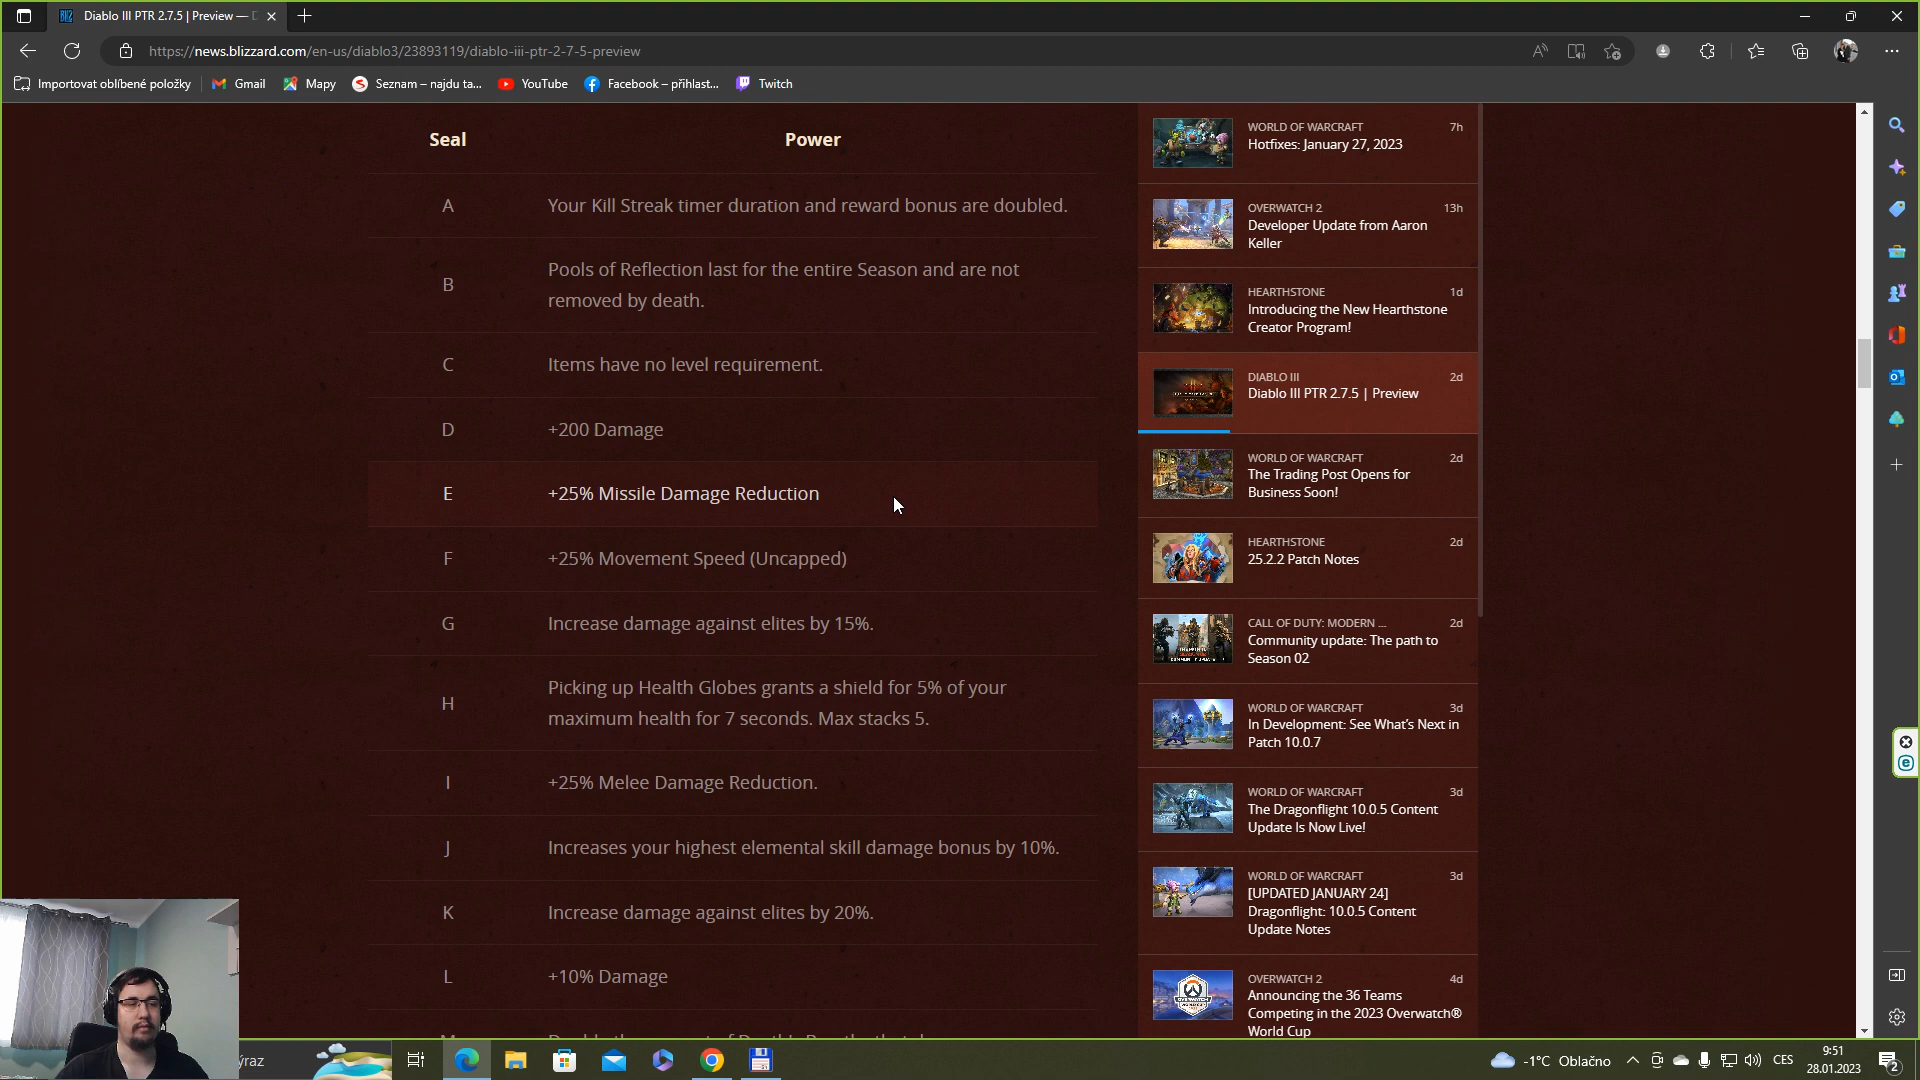 Diablo III PTR 2.7.5 | Preview —
https://news.blizzard.com/en-us/diablo3/23893119/diablo-iii-ptr-2-7-5-preview
Importovat oblíbené položky
Gmail
Mapy
Seznam – najdu ta...
YouTube
Facebook – přihlast...
Twitch
Seal Power
A Your Kill Streak timer duration and reward bonus are doubled.
B Pools of Reflection last for the entire Season and are not
removed by death.
C Items have no level requirement.
D +200 Damage
E +25% Missile Damage Reduction
F +25% Movement Speed (Uncapped)
G Increase damage against elites by 15%.
H Picking up Health Globes grants a shield for 5% of your
maximum health for 7 seconds. Max stacks 5.
I +25% Melee Damage Reduction.
J Increases your highest elemental skill damage bonus by 10%.
K Increase damage against elites by 20%.
L +10% Damage
WORLD OF WARCRAFT 7h
Hotfixes: January 27, 2023
OVERWATCH 2 13h
Developer Update from Aaron
Keller
HEARTHSTONE 1d
Introducing the New Hearthstone
Creator Program!
DIABLO III 2d
Diablo III PTR 2.7.5 | Preview
WORLD OF WARCRAFT 2d
The Trading Post Opens for
Business Soon!
HEARTHSTONE 2d
25.2.2 Patch Notes
CALL OF DUTY: MODERN ... 2d
Community update: The path to
Season 02
WORLD OF WARCRAFT 3d
In Development: See What's Next in
Patch 10.0.7
WORLD OF WARCRAFT 3d
The Dragonflight 10.0.5 Content
Update Is Now Live!
WORLD OF WARCRAFT 3d
[UPDATED JANUARY 24]
Dragonflight: 10.0.5 Content
Update Notes
OVERWATCH 2 4d
Announcing the 36 Teams
Competing in the 2023 Overwatch®
World Cup
ýraz
-1°C Oblačno
CES
9:51
28.01.2023
2